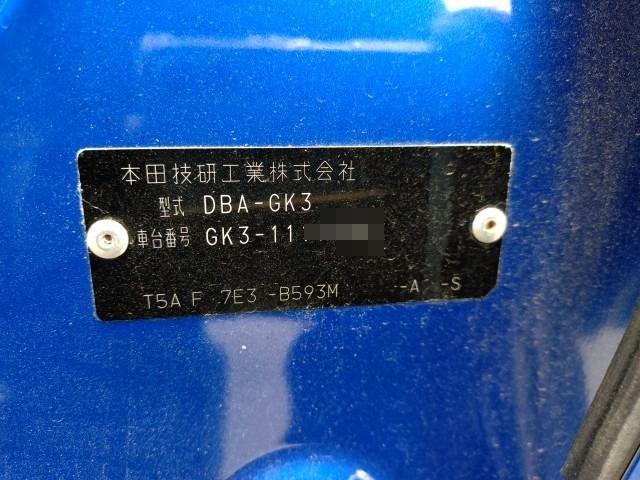 本田技研工業株式会社
型式 DBA-GK3
車台番号 GK3-11
T5A F 7E3 -B593M -A -S